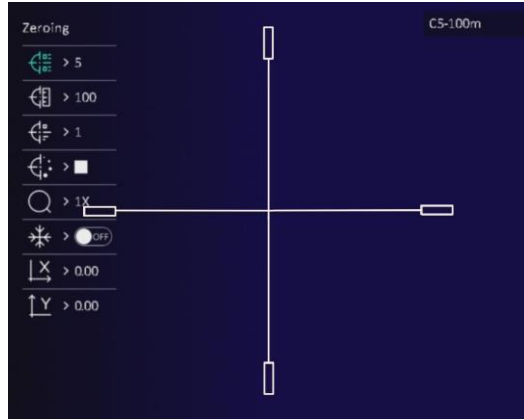 Zeroing
C5-100m
> 5
> 100
> 1
>
> 1X
> OFF
X > 0.00
Y > 0.00